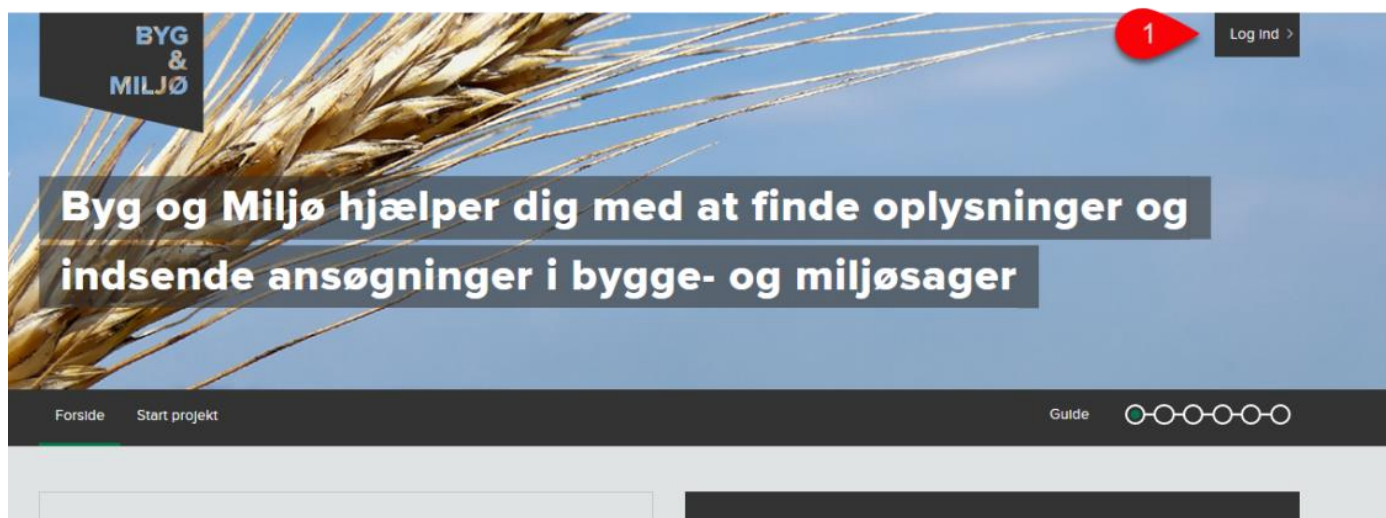 BYG
&
MILJØ
1
Log ind >
Byg og Miljø hjælper dig med at finde oplysninger og
indsende ansøgninger i bygge- og miljøsager
Forside Start projekt Guide